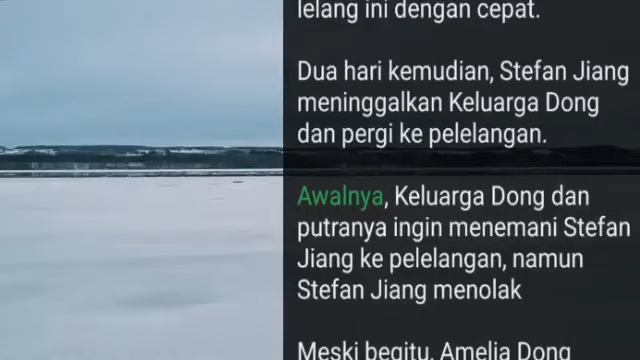 lelang ini dengan cepat.
Dua hari kemudian, Stefan Jiang
meninggalkan Keluarga Dong
dan pergi ke pelelangan.
Awalnya, Keluarga Dong dan
putranya ingin menemani Stefan
Jiang ke pelelangan, namun
Stefan Jiang menolak
Meski begitu, Amelia Dong